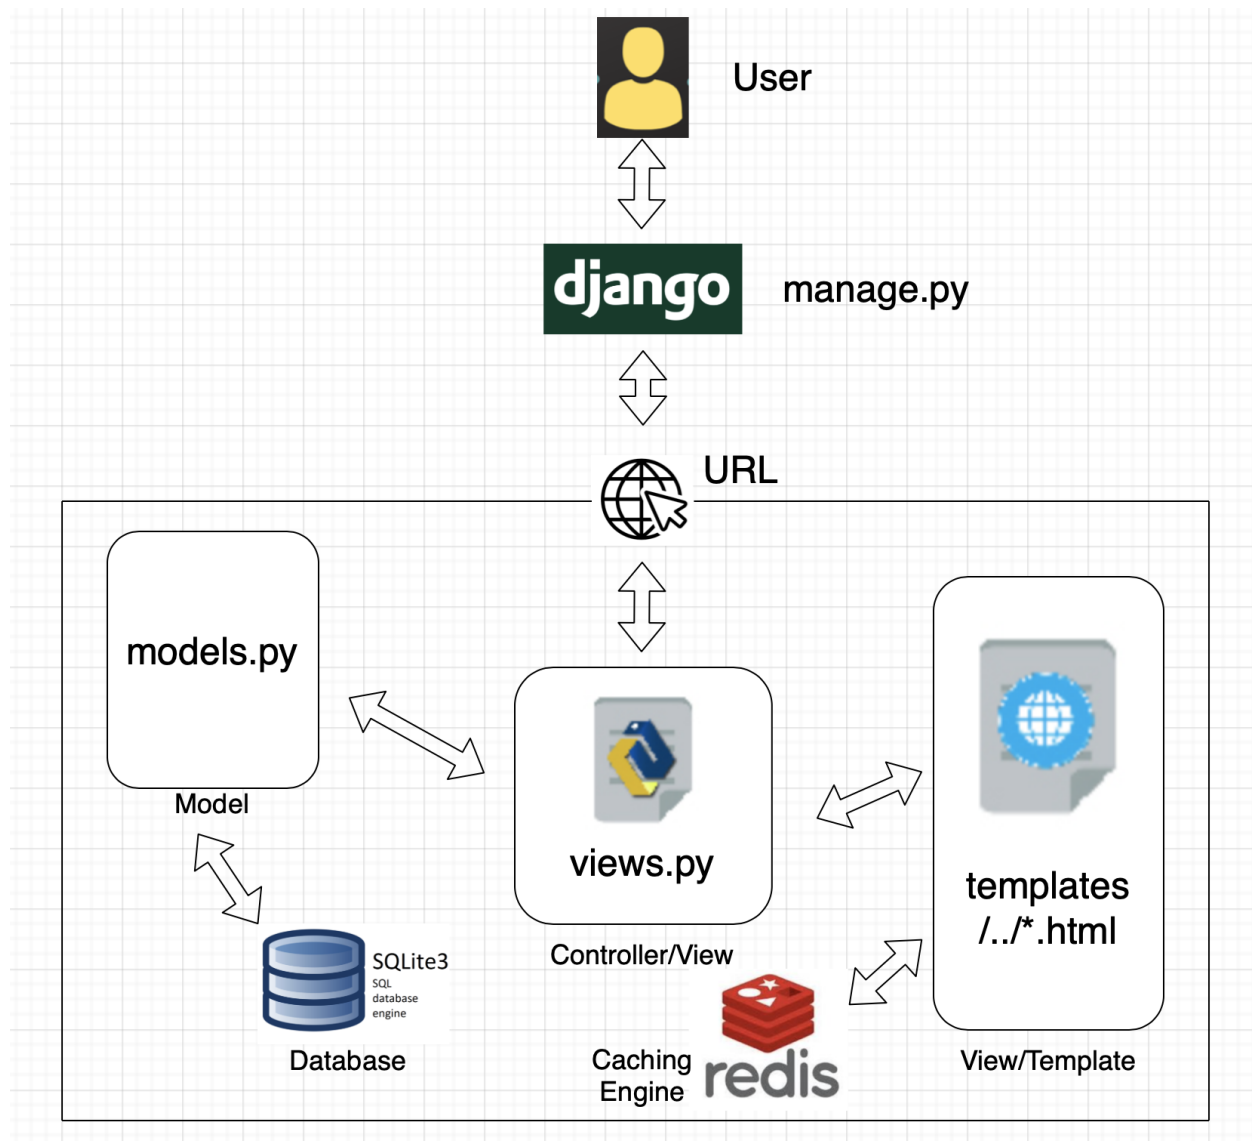 User
django
manage.py
URL
models.py
Model
views.py
Controller/View
templates
/../*.html
View/Template
SQLite3
SQL
database
engine
Database
Caching
Engine
redis